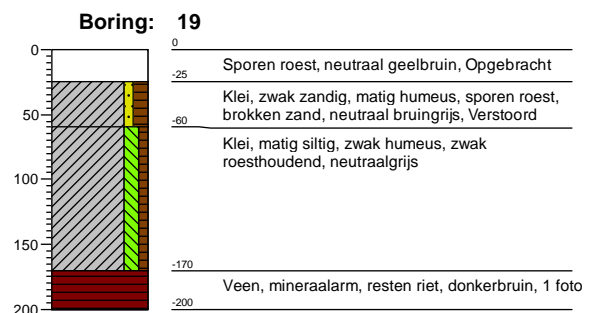 Boring: 19
0
0
Sporen roest, neutraal geelbruin, Opgebracht
-25
Klei, zwak zandig, matig humeus, sporen roest,
brokken zand, neutraal bruingrijs, Verstoord
50
-60
Klei, matig siltig, zwak humeus, zwak
roesthoudend, neutraalgrijs
100
150
-170
Veen, mineraalarm, resten riet, donkerbruin, 1 foto
200
-200